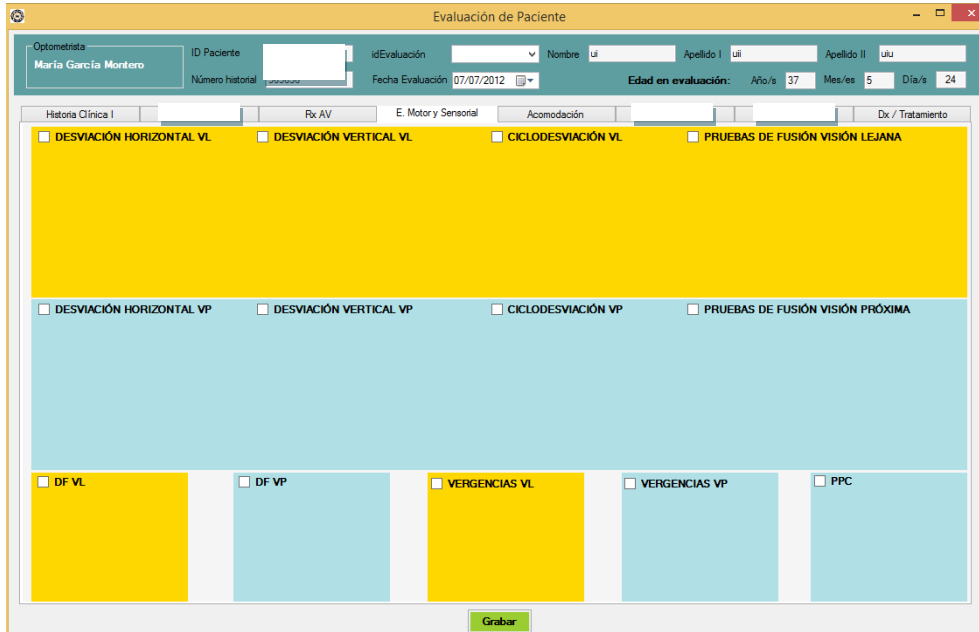 Evaluación de Paciente
Optometrista
María García Montero
ID Paciente
idEvaluación
Nombre ui
Apellido I uii
Apellido II uiu
Número historial
Fecha Evaluación 07/07/2012
Edad en evaluación: Año/s 37 Mes/es 5 Día/s 24
Historia Clínica I
Rx AV
E. Motor y Sensorial
Acomodación
Dx / Tratamiento
DESVIACIÓN HORIZONTAL VL
DESVIACIÓN VERTICAL VL
CICLODESVIACIÓN VL
PRUEBAS DE FUSIÓN VISIÓN LEJANA
DESVIACIÓN HORIZONTAL VP
DESVIACIÓN VERTICAL VP
CICLODESVIACIÓN VP
PRUEBAS DE FUSIÓN VISIÓN PRÓXIMA
DF VL
DF VP
VERGENCIAS VL
VERGENCIAS VP
PPC
Grabar